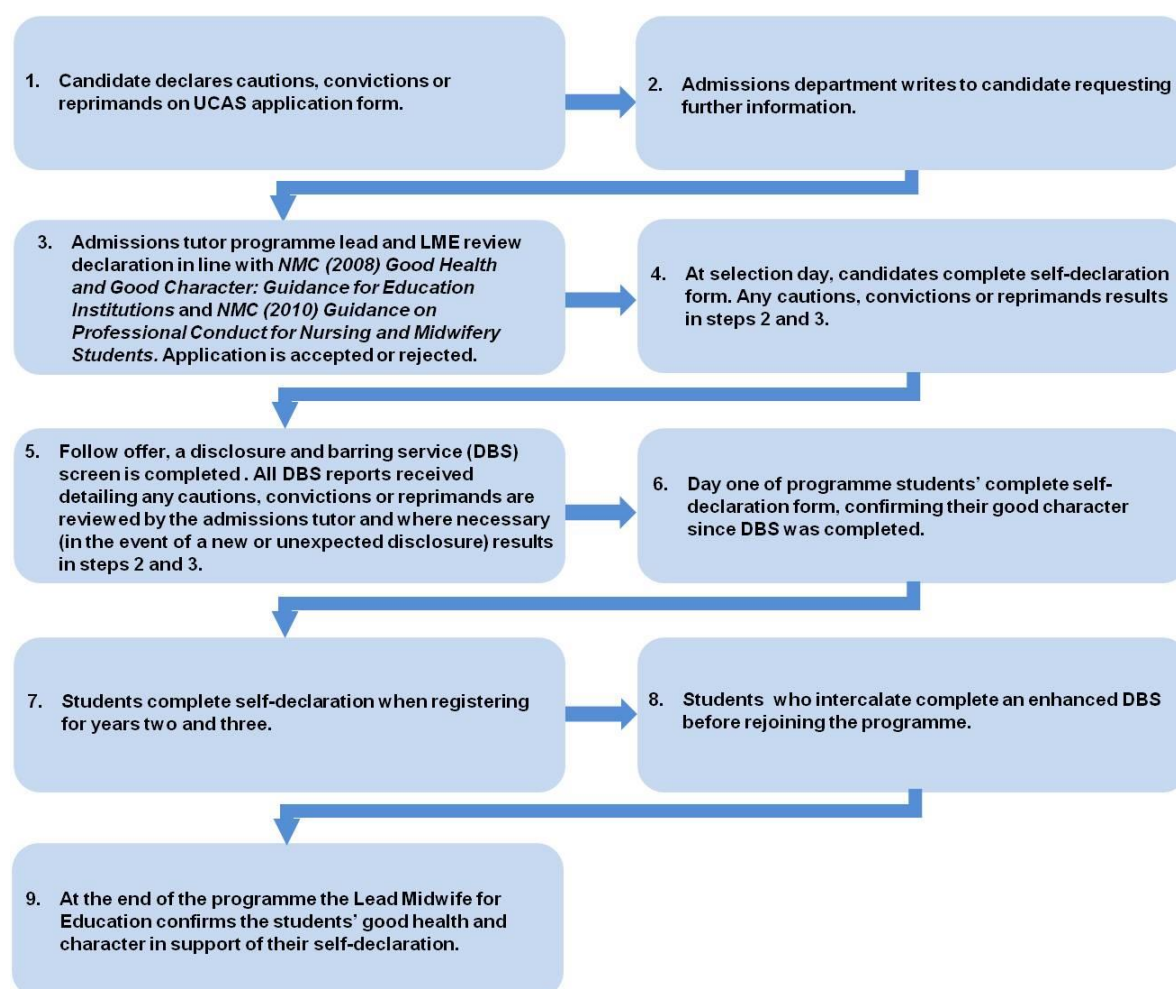 1. Candidate declares cautions, convictions or
reprimands on UCAS application form.
2. Admissions department writes to candidate requesting
further information.
3. Admissions tutor programme lead and LME review
declaration in line with NMC (2008) Good Health
and Good Character: Guidance for Education
Institutions and NMC (2010) Guidance on
Professional Conduct for Nursing and Midwifery
Students. Application is accepted or rejected.
4. At selection day, candidates complete self-declaration
form. Any cautions, convictions or reprimands results
in steps 2 and 3.
5. Follow offer, a disclosure and barring service (DBS)
screen is completed . All DBS reports received
detailing any cautions, convictions or reprimands are
reviewed by the admissions tutor and where necessary
(in the event of a new or unexpected disclosure) results
in steps 2 and 3.
6. Day one of programme students’ complete self-
declaration form, confirming their good character
since DBS was completed.
7. Students complete self-declaration when registering
for years two and three.
8. Students who intercalate complete an enhanced DBS
before rejoining the programme.
9. At the end of the programme the Lead Midwife for
Education confirms the students’ good health and
character in support of their self-declaration.